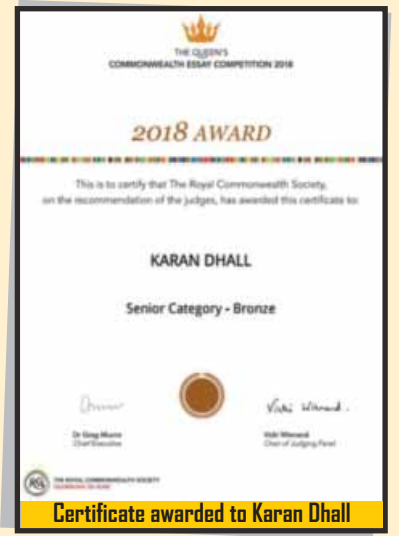 THE QUEEN'S
COMMONWEALTH ESSAY COMPETITION 2018
2018 AWARD
This is to certify that The Royal Commonwealth Society,
on the recommendation of the judges, has awarded this certificate to:
KARAN DHALL
Senior Category - Bronze
Dr Greg Munro
Chief Executive
Vicki Winand.
Chair of Judging Panel
THE ROYAL COMMONWEALTH SOCIETY
Certificate awarded to Karan Dhall